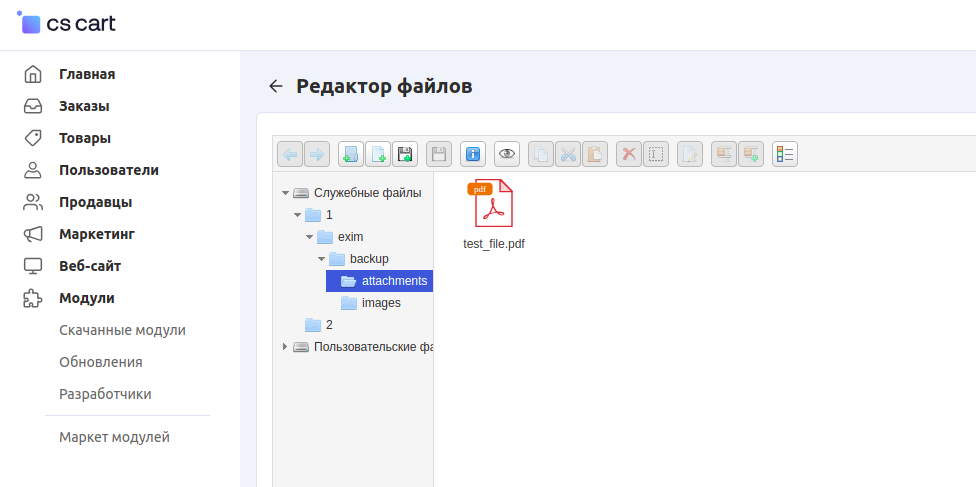 cs cart
Главная
Заказы
Товары
Пользователи
Продавцы
Маркетинг
Веб-сайт
Модули
Скачанные модули
Обновления
Разработчики
Маркет модулей
Редактор файлов
Служебные файлы
1
exim
backup
attachments
images
2
Пользовательские фа
pdf
test_file.pdf